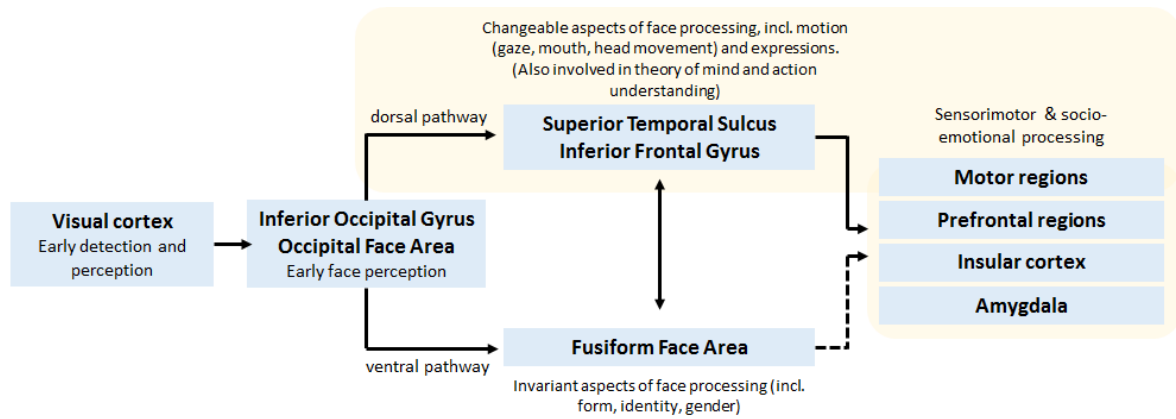 Changeable aspects of face processing, incl. motion
(gaze, mouth, head movement) and expressions.
(Also involved in theory of mind and action
understanding)
dorsal pathway
Superior Temporal Sulcus
Inferior Frontal Gyrus
Sensorimotor & socio-
emotional processing
Motor regions
Prefrontal regions
Insular cortex
Amygdala
Visual cortex
Early detection and
perception
Inferior Occipital Gyrus
Occipital Face Area
Early face perception
ventral pathway
Fusiform Face Area
Invariant aspects of face processing (incl.
form, identity, gender)